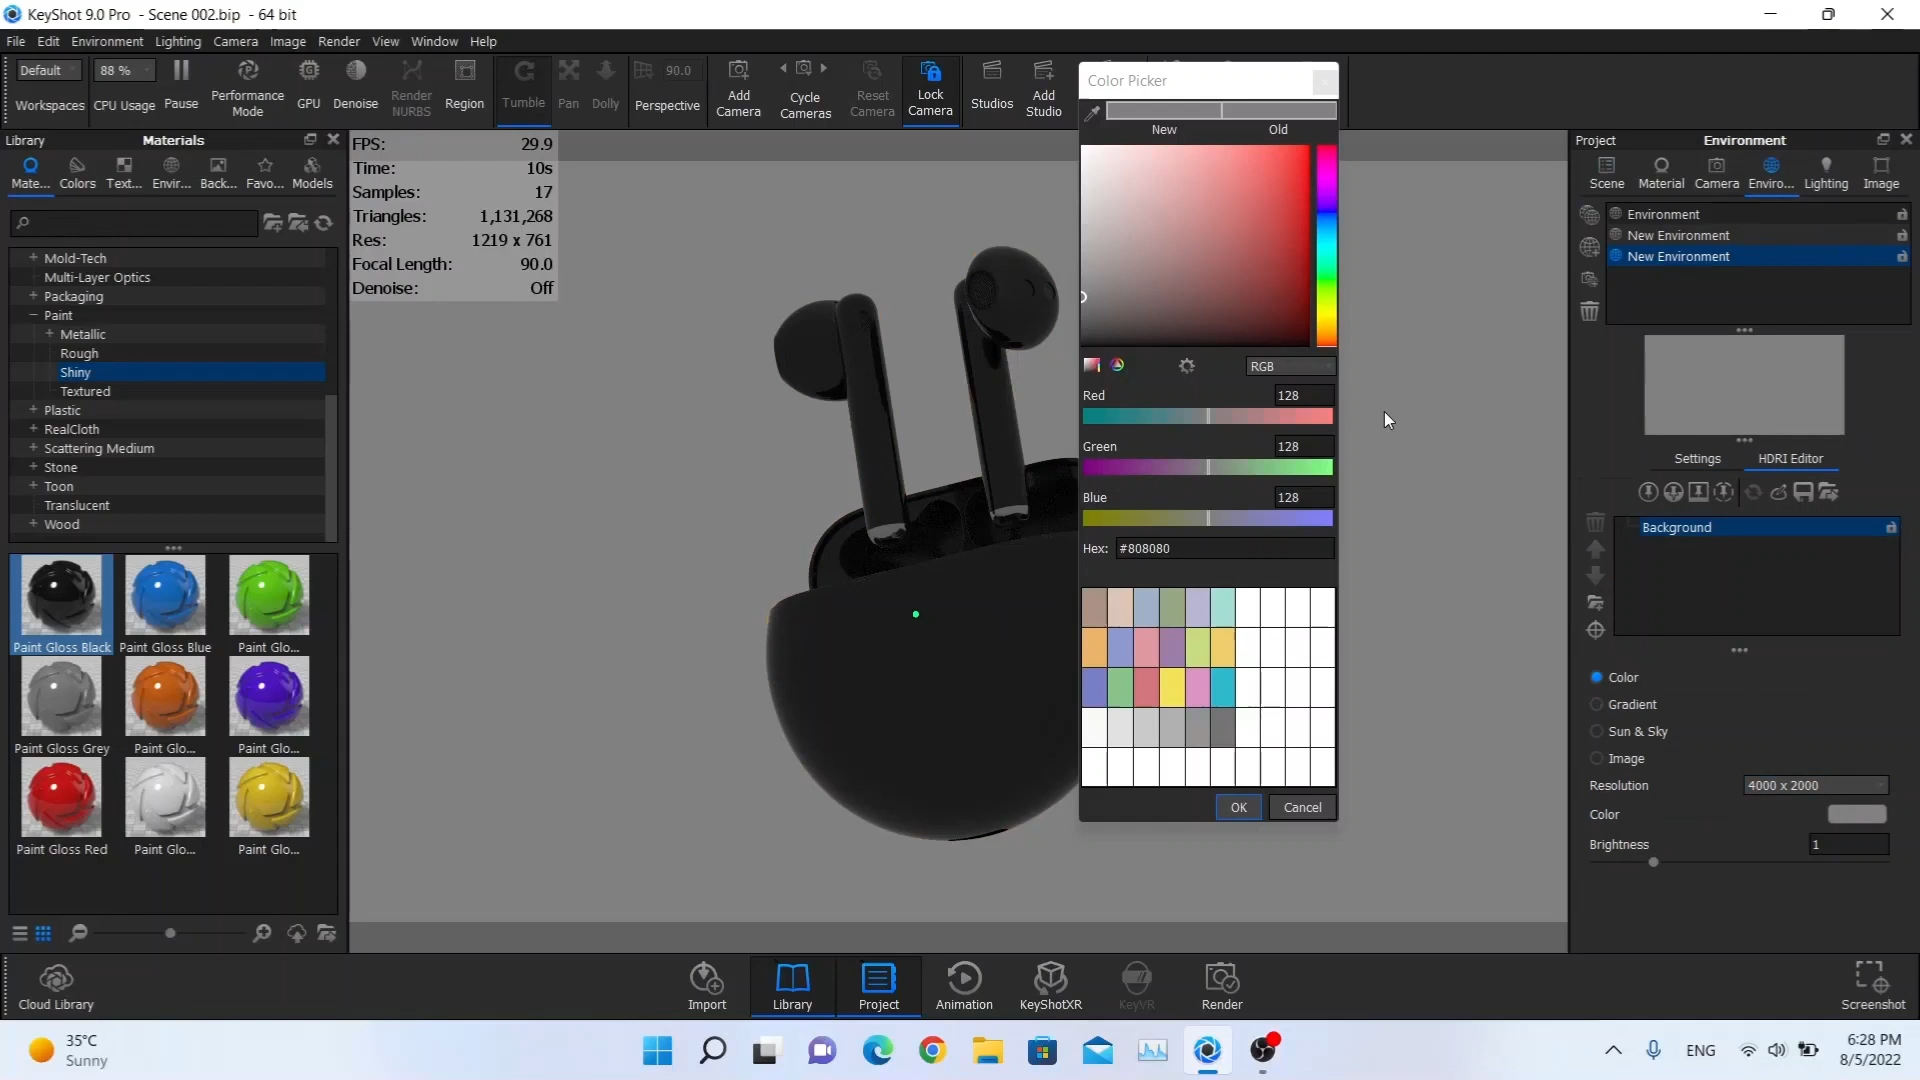 KeyShot 9.0 Pro - Scene 002.bip - 64 bit
File Edit Environment Lighting Camera Image Render View Window Help
Default
Workspaces
88 %
CPU Usage
Pause
Performance Mode
GPU
Denoise
Render NURBS
Region
Tumble
Pan
Dolly
90.0
Perspective
Add Camera
Cycle Cameras
Reset Camera
Lock Camera
Studios
Add Studio
Library
Materials
Mate... Colors Text... Envir... Back... Favo... Models
Mold-Tech
Multi-Layer Optics
Packaging
Paint
Metallic
Rough
Shiny
Textured
Plastic
RealCloth
Scattering Medium
Stone
Toon
Translucent
Wood
Paint Gloss Black Paint Gloss Blue Paint Glo...
Paint Gloss Grey Paint Glo... Paint Glo...
Paint Gloss Red Paint Glo... Paint Glo...
FPS: 29.9
Time: 10s
Samples: 17
Triangles: 1,131,268
Res: 1219 x 761
Focal Length: 90.0
Denoise: Off
Color Picker
New Old
RGB
Red 128
Green 128
Blue 128
Hex: #808080
OK Cancel
Project
Environment
Scene Material Camera Enviro... Lighting Image
Environment
New Environment
New Environment
Settings HDRI Editor
Background
Color
Gradient
Sun & Sky
Image
Resolution 4000 x 2000
Color
Brightness 1
Cloud Library
Import Library Project Animation KeyShotXR KeyVR Render
Screenshot
35°C
Sunny
ENG
6:28 PM
8/5/2022